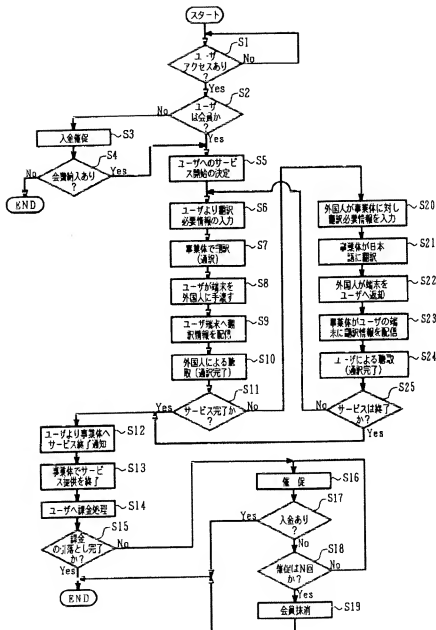 スタート
S1
ユーザ
アクセスあり
?
No
Yes
S2
ユーザ
は会員か
?
No
Yes
S3
入金催促
S4
会費納入あり
?
No
Yes
END
S5
ユーザへのサービ
ス開始の決定
S6
ユーザより翻訳
必要情報の入力
S7
事業体で翻訳
(通訳)
S8
ユーザが端末を
外国人に手渡す
S9
ユーザ端末へ翻
訳情報を配信
S10
外国人による聴
取(通訳完了)
S11
サービス完了か
?
Yes
No
S20
外国人が事業体に対し
翻訳必要情報を入力
S21
事業体が日本
語に翻訳
S22
外国人が端末を
ユーザへ返却
S23
事業体がユーザの端
末に翻訳情報を配信
S24
ユーザによる聴取
(通訳完了)
S25
サービスは終了
か?
No
Yes
S12
ユーザより事業体へ
サービス終了通知
S13
事業体でサービ
ス提供を終了
S14
ユーザへ課金処理
S15
課金
の引落とし完了
か?
No
Yes
END
S16
催促
S17
入金あり
?
Yes
No
S18
催促はN回
か?
No
Yes
S19
会員抹消